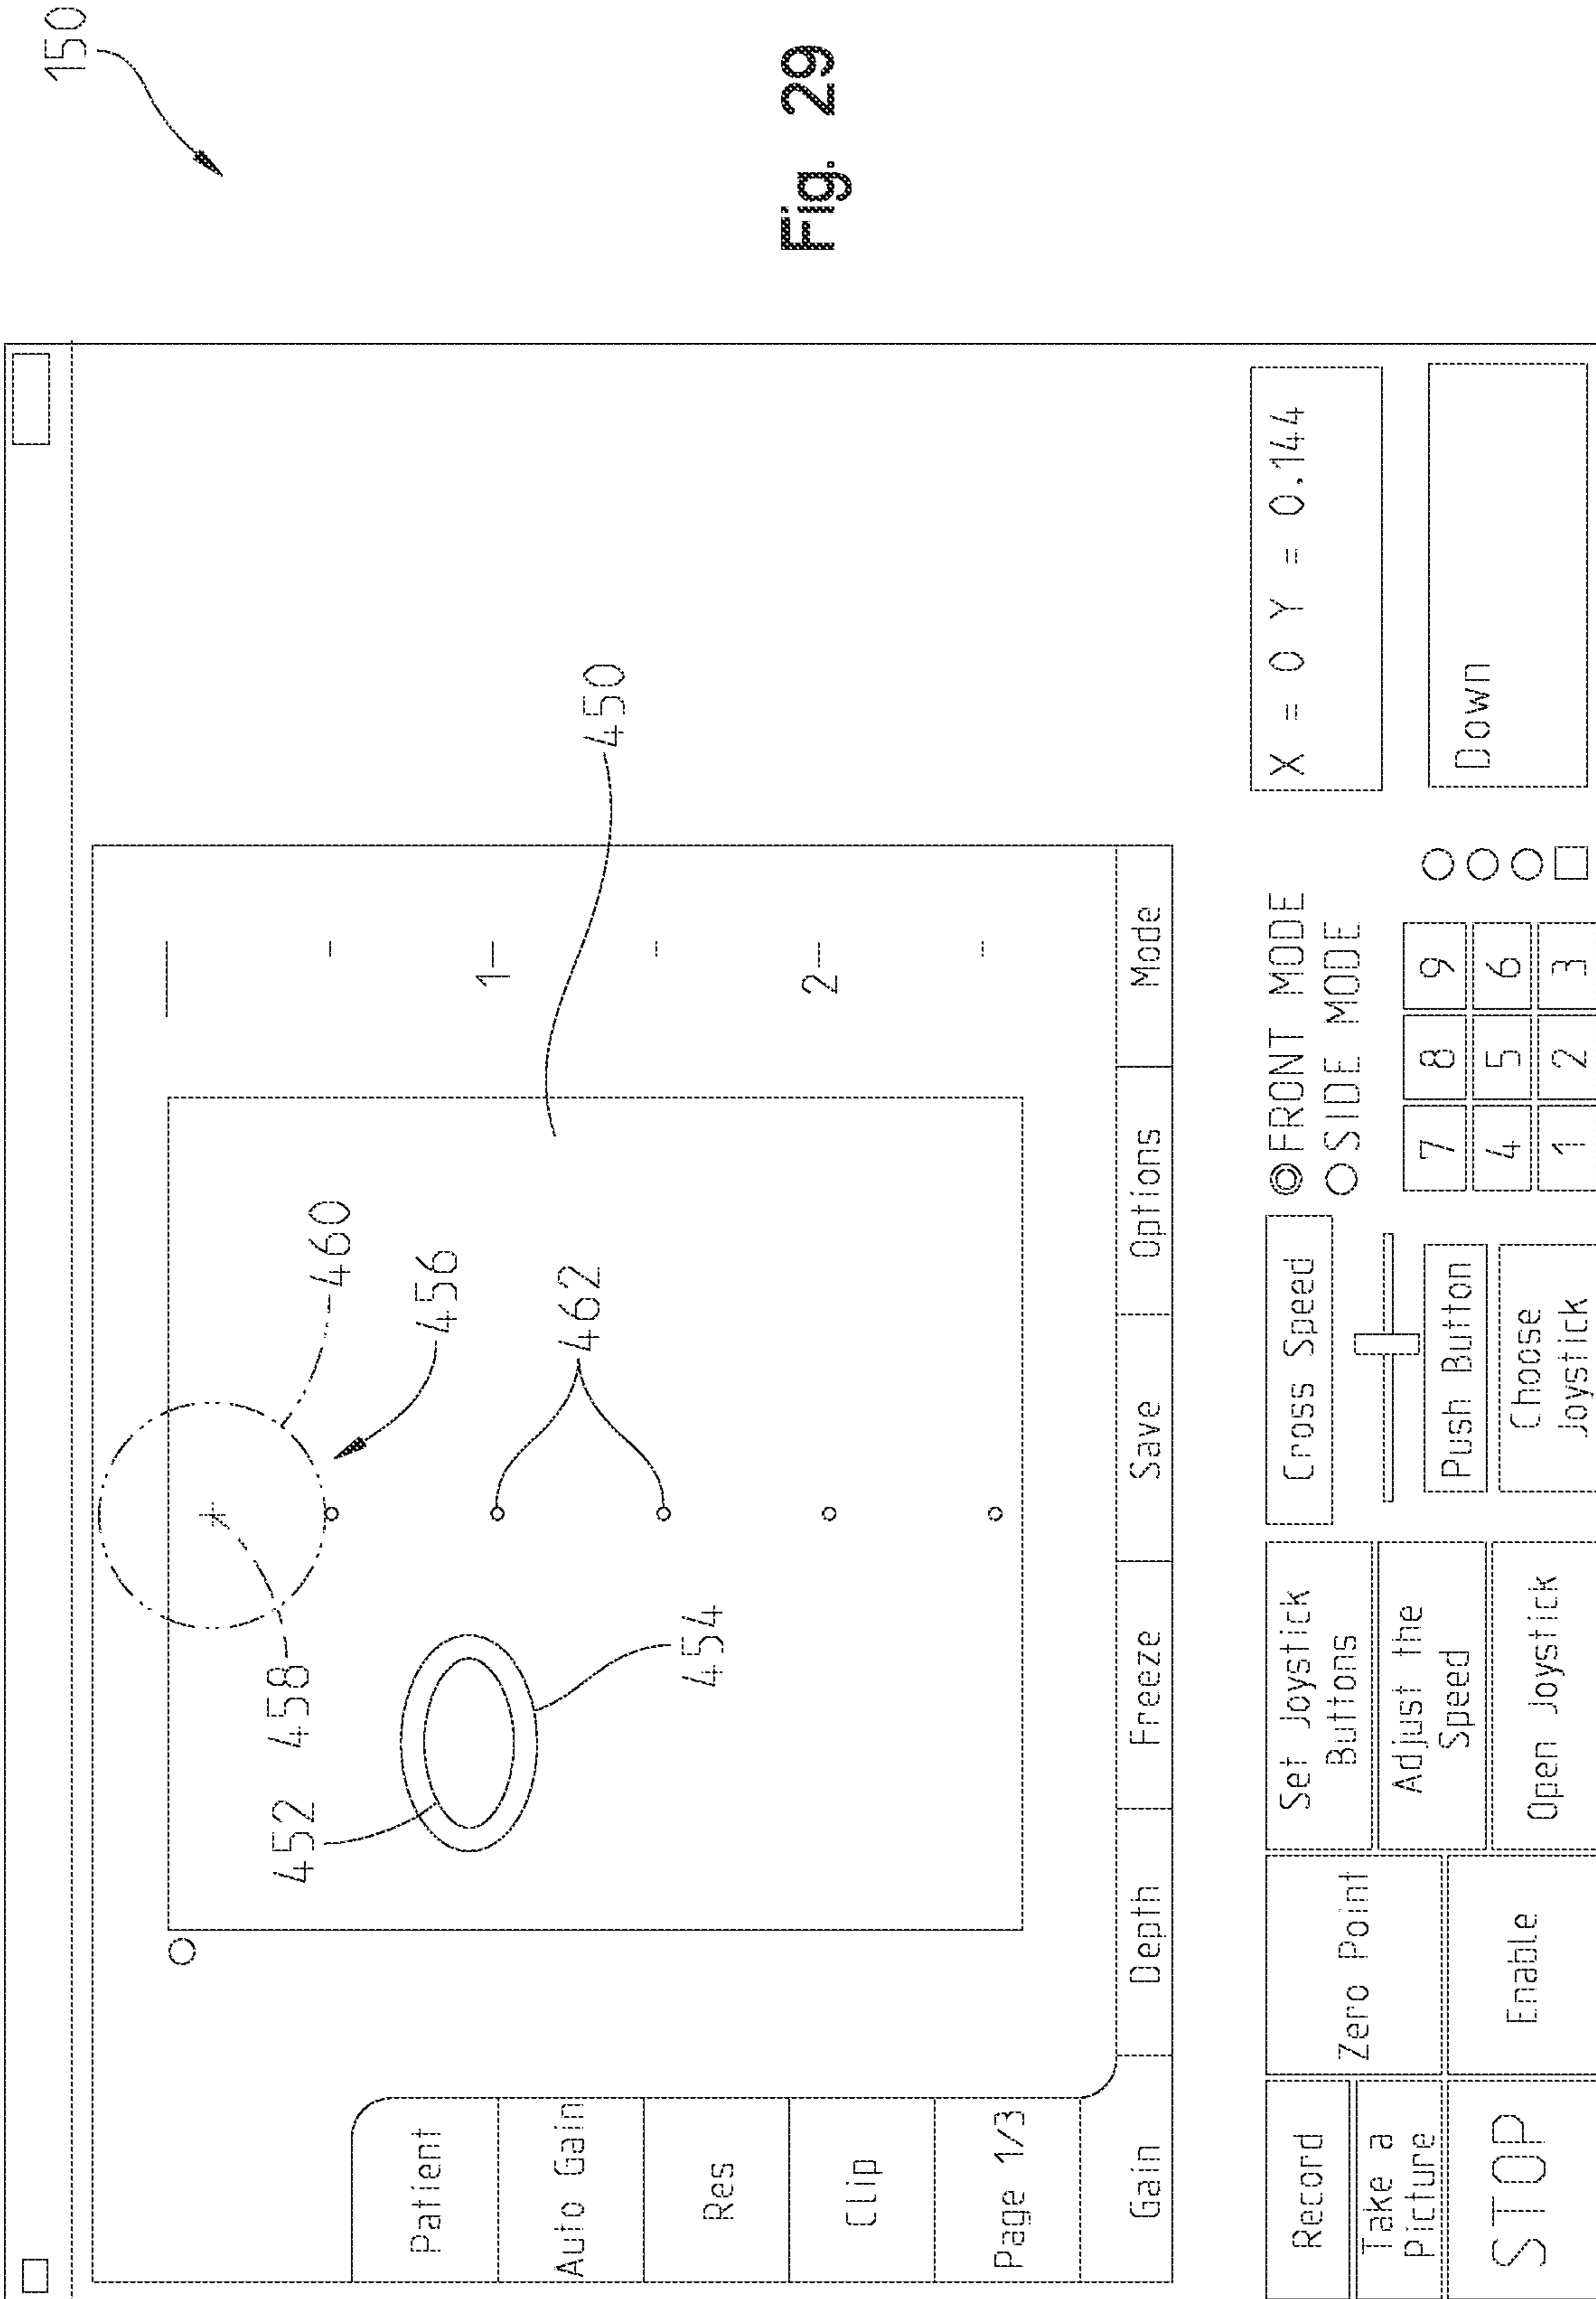 150
Fig. 29
460
456
452 458
462
450
454
1
2
Patient
Auto Gain
Res
Clip
Page 1/3
Gain
Depth
Freeze
Save
Options
Mode
Record
Take a
Picture
STOP
Zero Point
Enable
Set Joystick
Buttons
Adjust the
Speed
Open Joystick
Cross Speed
Push Button
Choose
Joystick
FRONT MODE
SIDE MODE
7 8 9
4 5 6
1 2 3
X = 0 Y = 0.144
Down